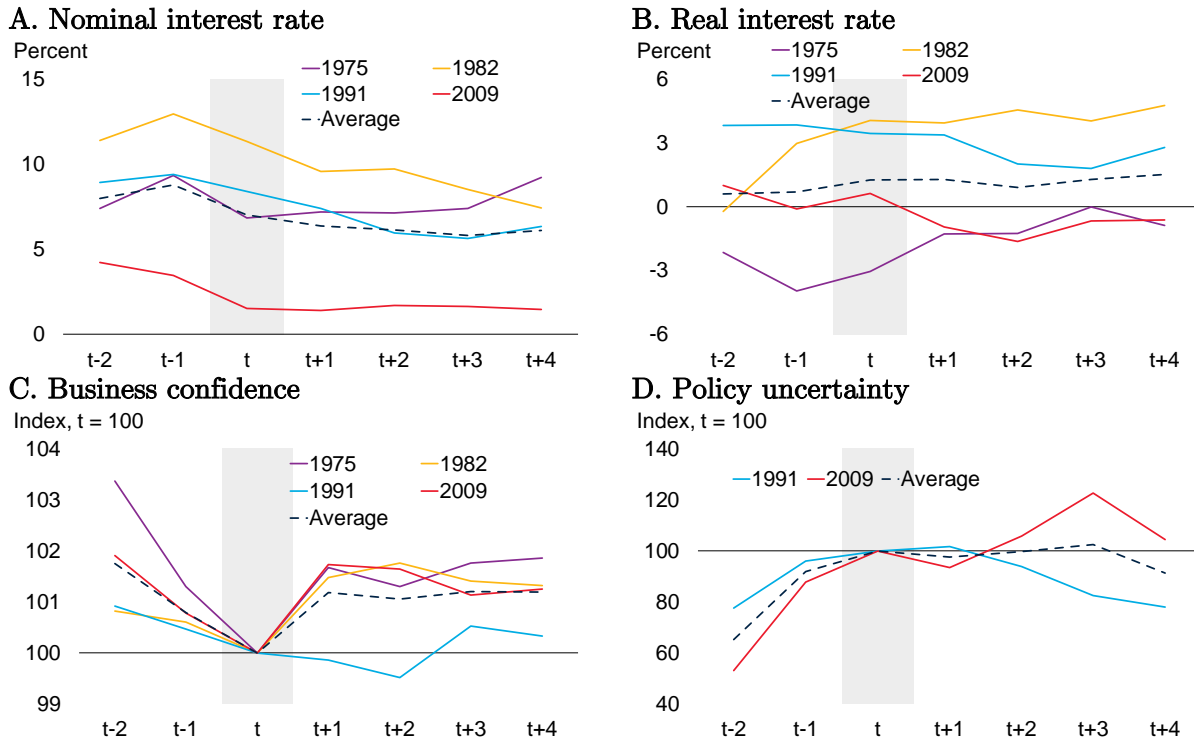 A. Nominal interest rate
Percent
1975 1982
1991 2009
Average
15
10
5
0
t-2 t-1 t t+1 t+2 t+3 t+4
B. Real interest rate
Percent
1975 1982
1991 2009
Average
6
3
0
-3
-6
t-2 t-1 t t+1 t+2 t+3 t+4
C. Business confidence
Index, t = 100
1975 1982
1991 2009
Average
104
103
102
101
100
99
t-2 t-1 t t+1 t+2 t+3 t+4
D. Policy uncertainty
Index, t = 100
1991 2009 Average
140
120
100
80
60
40
t-2 t-1 t t+1 t+2 t+3 t+4